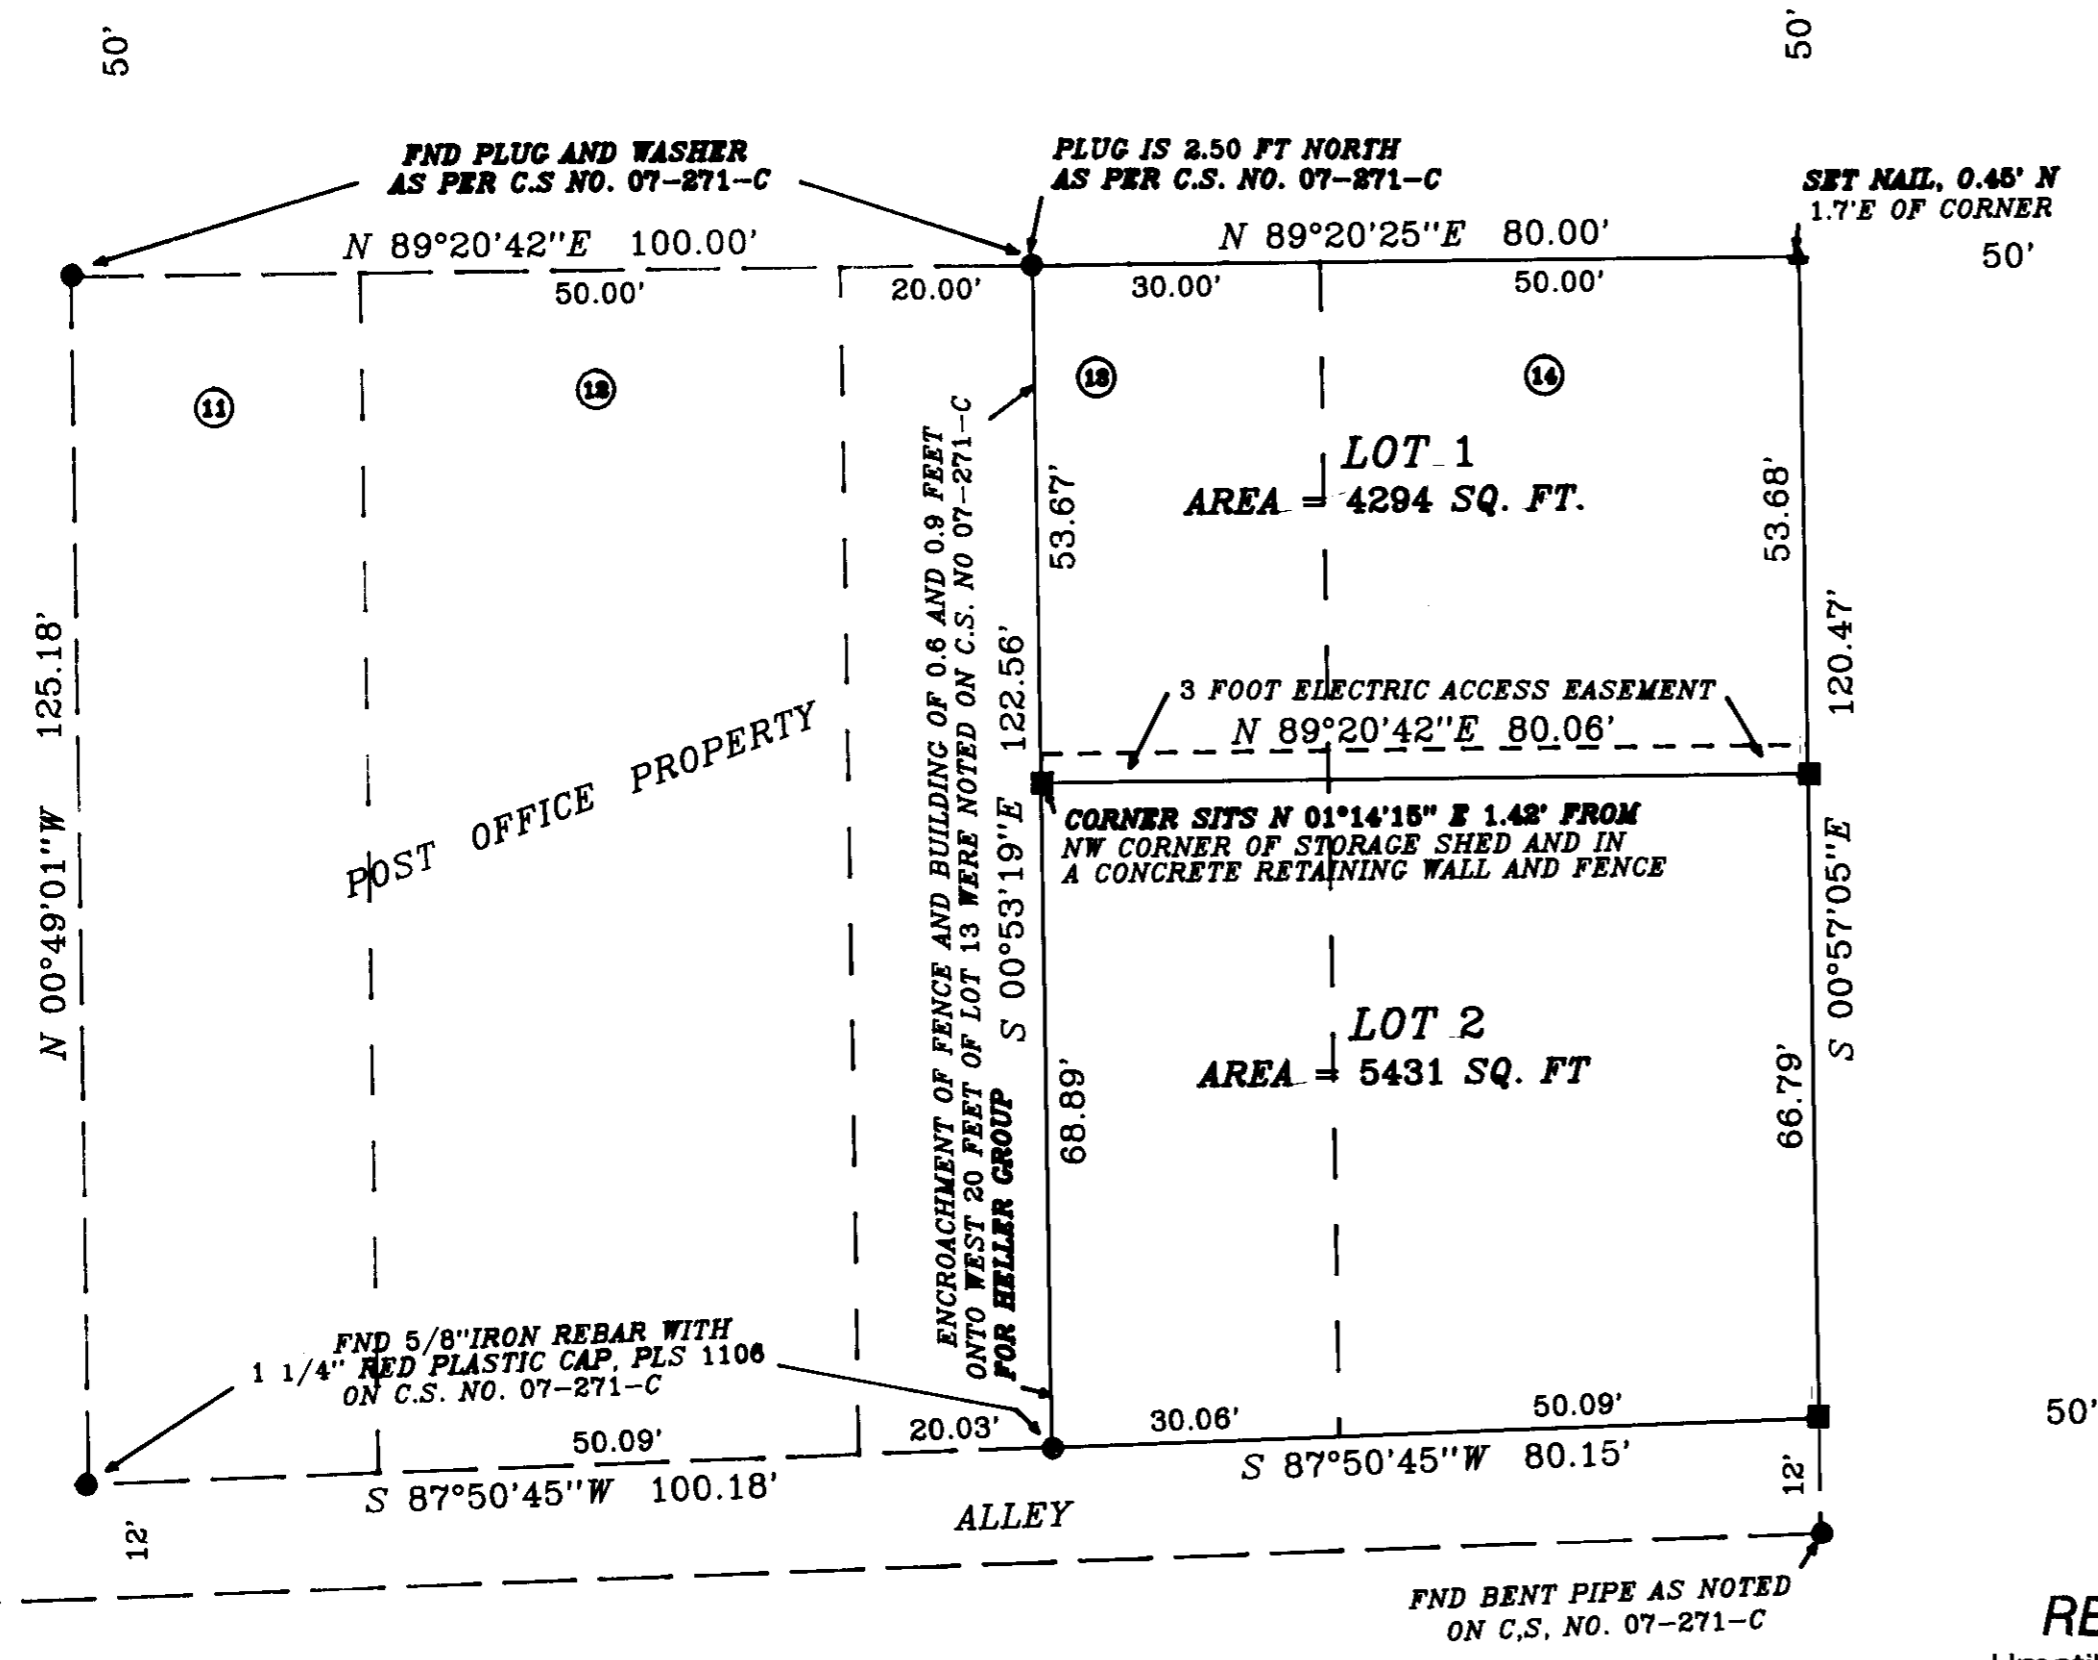 50'
50'
FND PLUG AND WASHER
AS PER C.S NO. 07-271-C
PLUG IS 2.50 FT NORTH
AS PER C.S. NO. 07-271-C
SET NAIL, 0.45' N
1.7'E OF CORNER
50'
N 89°20'42"E 100.00'
N 89°20'25"E 80.00'
50.00'
20.00'
30.00'
50.00'
11
12
13
14
LOT 1
AREA = 4294 SQ. FT.
53.67'
53.68'
N 00°49'01"W 125.18'
POST OFFICE PROPERTY
ENCROACHMENT OF FENCE AND BUILDING OF 0.6 AND 0.9 FEET
ONTO WEST 20 FEET OF LOT 13 WERE NOTED ON C.S. NO 07-271-C
FOR HELLER GROUP
S 00°53'19"E 122.56'
3 FOOT ELECTRIC ACCESS EASEMENT
N 89°20'42"E 80.06'
S 00°57'05"E 120.47'
CORNER SITS N 01°14'15" E 1.42' FROM
NW CORNER OF STORAGE SHED AND IN
A CONCRETE RETAINING WALL AND FENCE
LOT 2
AREA = 5431 SQ. FT
68.89'
66.79'
FND 5/8"IRON REBAR WITH
1 1/4" RED PLASTIC CAP, PLS 1106
ON C.S. NO. 07-271-C
50.09'
20.03'
30.06'
50.09'
50'
S 87°50'45"W 100.18'
S 87°50'45"W 80.15'
12'
12'
ALLEY
FND BENT PIPE AS NOTED
ON C,S, NO. 07-271-C